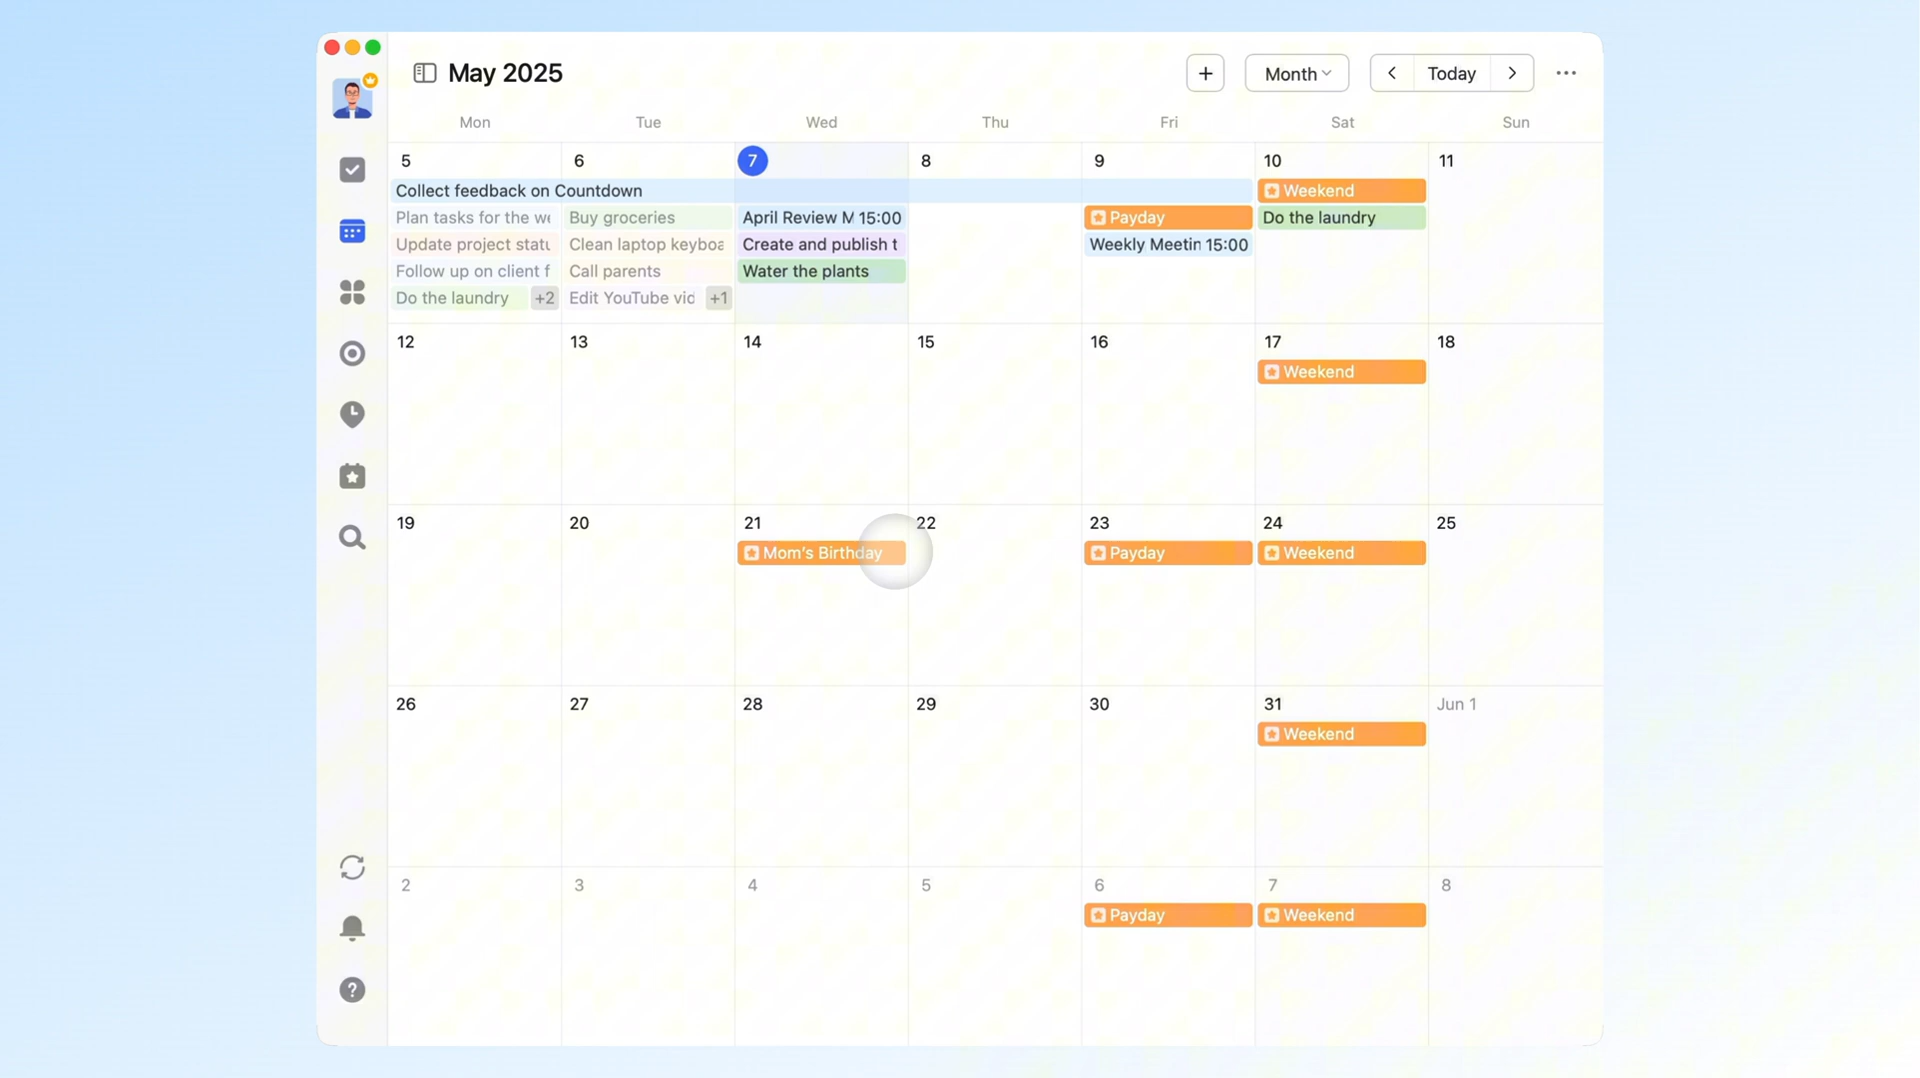 May 2025
+
Month
Today
Mon Tue Wed Thu Fri Sat Sun
5 6 7 8 9 10 11
Collect feedback on Countdown
Weekend
Plan tasks for the we
Buy groceries
April Review M 15:00
Payday
Do the laundry
Update project statu
Clean laptop keyboa
Create and publish t
Weekly Meetin 15:00
Follow up on client f
Call parents
Water the plants
Do the laundry +2
Edit YouTube vid +1
12 13 14 15 16 17 18
Weekend
19 20 21 22 23 24 25
Mom's Birthday
Payday
Weekend
26 27 28 29 30 31 Jun 1
Weekend
2 3 4 5 6 7 8
Payday
Weekend
?